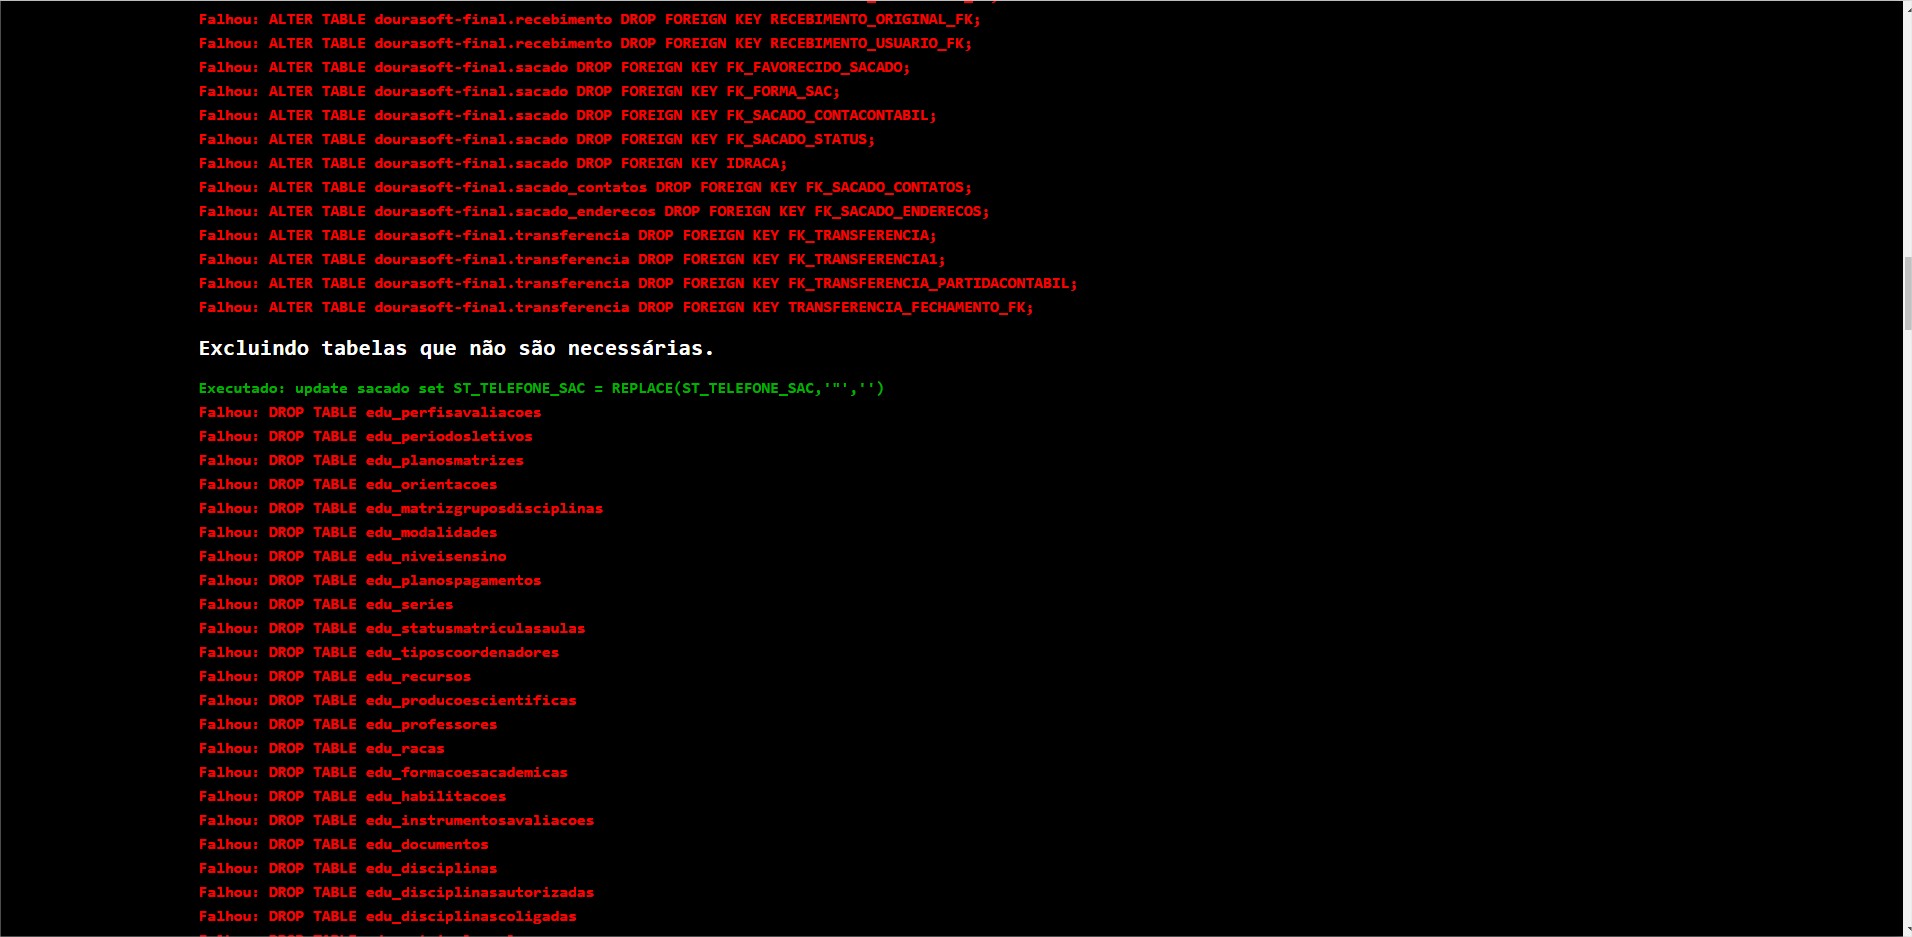 Falhou: ALTER TABLE dourasoft-final.recebimento DROP FOREIGN KEY RECEBIMENTO_ORIGINAL_FK;
Falhou: ALTER TABLE dourasoft-final.recebimento DROP FOREIGN KEY RECEBIMENTO_USUARIO_FK;
Falhou: ALTER TABLE dourasoft-final.sacado DROP FOREIGN KEY FK_FAVORECIDO_SACADO;
Falhou: ALTER TABLE dourasoft-final.sacado DROP FOREIGN KEY FK_FORMA_SAC;
Falhou: ALTER TABLE dourasoft-final.sacado DROP FOREIGN KEY FK_SACADO_CONTACONTABIL;
Falhou: ALTER TABLE dourasoft-final.sacado DROP FOREIGN KEY FK_SACADO_STATUS;
Falhou: ALTER TABLE dourasoft-final.sacado DROP FOREIGN KEY IDRACA;
Falhou: ALTER TABLE dourasoft-final.sacado_contatos DROP FOREIGN KEY FK_SACADO_CONTATOS;
Falhou: ALTER TABLE dourasoft-final.sacado_enderecos DROP FOREIGN KEY FK_SACADO_ENDERECOS;
Falhou: ALTER TABLE dourasoft-final.transferencia DROP FOREIGN KEY FK_TRANSFERENCIA;
Falhou: ALTER TABLE dourasoft-final.transferencia DROP FOREIGN KEY FK_TRANSFERENCIA1;
Falhou: ALTER TABLE dourasoft-final.transferencia DROP FOREIGN KEY FK_TRANSFERENCIA_PARTIDACONTABIL;
Falhou: ALTER TABLE dourasoft-final.transferencia DROP FOREIGN KEY TRANSFERENCIA_FECHAMENTO_FK;
Excluindo tabelas que não são necessárias.
Executado: update sacado set ST_TELEFONE_SAC = REPLACE(ST_TELEFONE_SAC,'"','')
Falhou: DROP TABLE edu_perfisavaliacoes
Falhou: DROP TABLE edu_periodosletivos
Falhou: DROP TABLE edu_planosmatrizes
Falhou: DROP TABLE edu_orientacoes
Falhou: DROP TABLE edu_matrizgruposdisciplinas
Falhou: DROP TABLE edu_modalidades
Falhou: DROP TABLE edu_niveisensino
Falhou: DROP TABLE edu_planospagamentos
Falhou: DROP TABLE edu_series
Falhou: DROP TABLE edu_statusmatriculasaulas
Falhou: DROP TABLE edu_tiposcoordenadores
Falhou: DROP TABLE edu_recursos
Falhou: DROP TABLE edu_producoescientificas
Falhou: DROP TABLE edu_professores
Falhou: DROP TABLE edu_racas
Falhou: DROP TABLE edu_formacoesacademicas
Falhou: DROP TABLE edu_habilitacoes
Falhou: DROP TABLE edu_instrumentosavaliacoes
Falhou: DROP TABLE edu_documentos
Falhou: DROP TABLE edu_disciplinas
Falhou: DROP TABLE edu_disciplinasautorizadas
Falhou: DROP TABLE edu_disciplinascoligadas